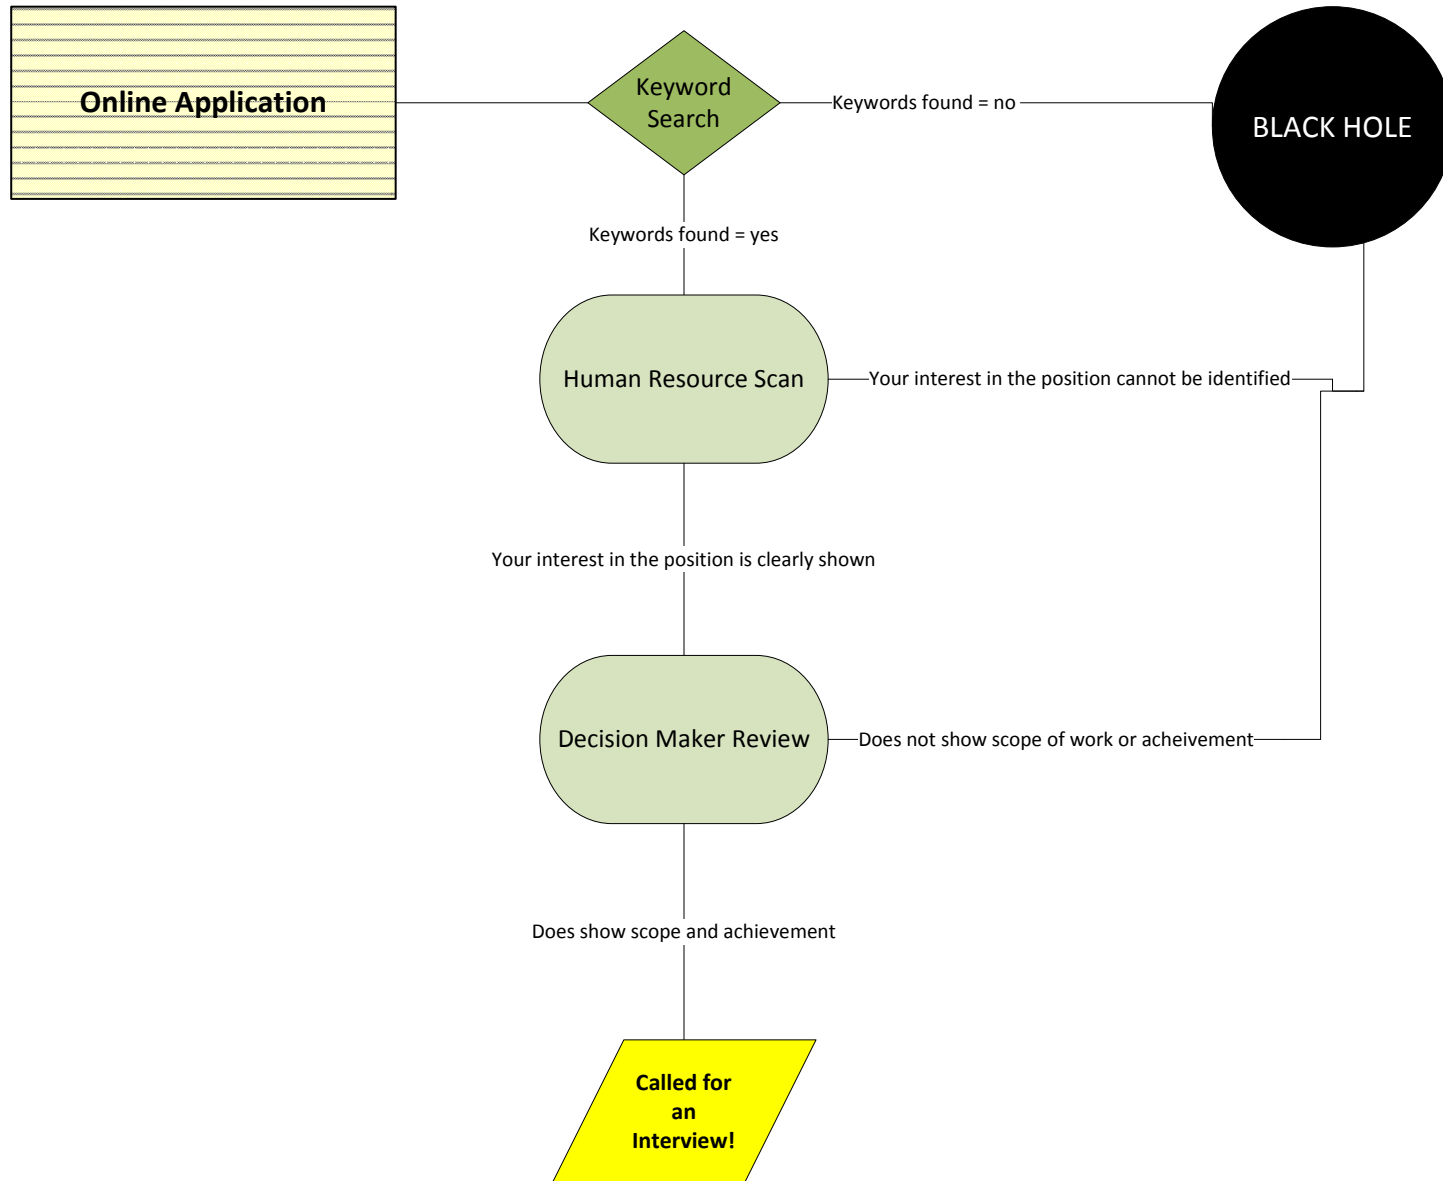 Online Application
Keyword
Search
Keywords found = no
BLACK HOLE
Keywords found = yes
Human Resource Scan
Your interest in the position cannot be identified
Your interest in the position is clearly shown
Decision Maker Review
Does not show scope of work or acheivement
Does show scope and achievement
Called for
an
Interview!